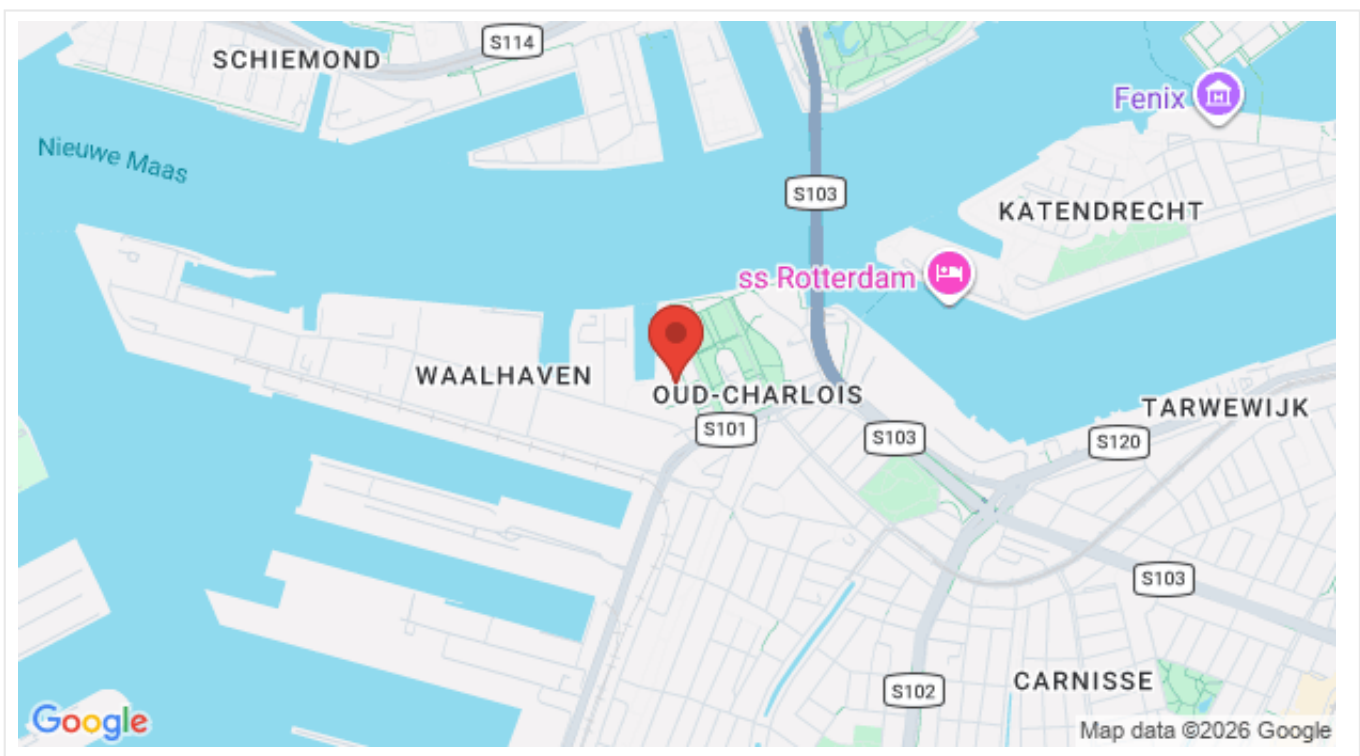 S114
SCHIEMOND
Fenix
Nieuwe Maas
S103
KATENDRECHT
ss Rotterdam
WAALHAVEN
OUD-CHARLOIS
TARWEWIJK
S101
S103
S120
S103
CARNISSE
S102
Google
Map data ©2026 Google